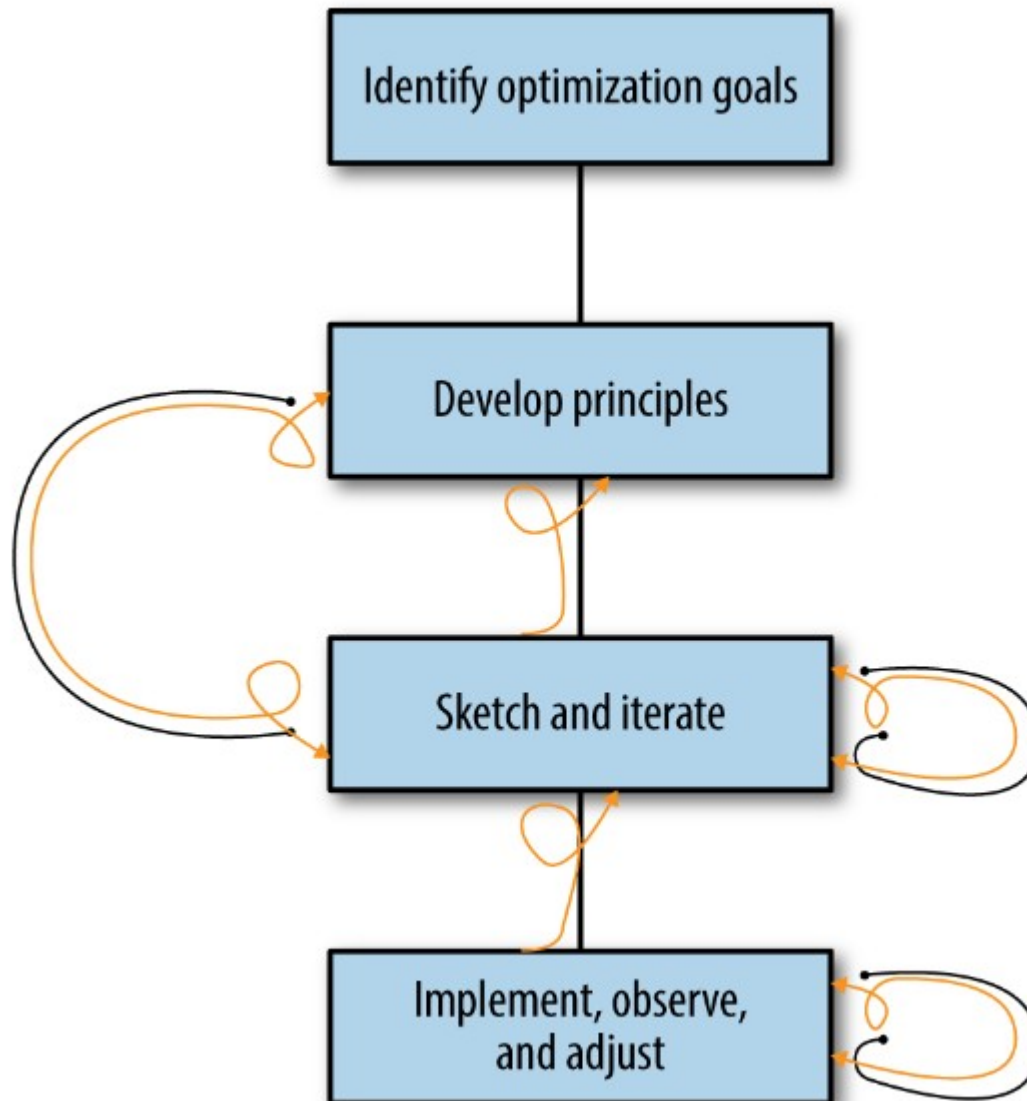 Identify optimization goals
Develop principles
Sketch and iterate
Implement, observe,
and adjust